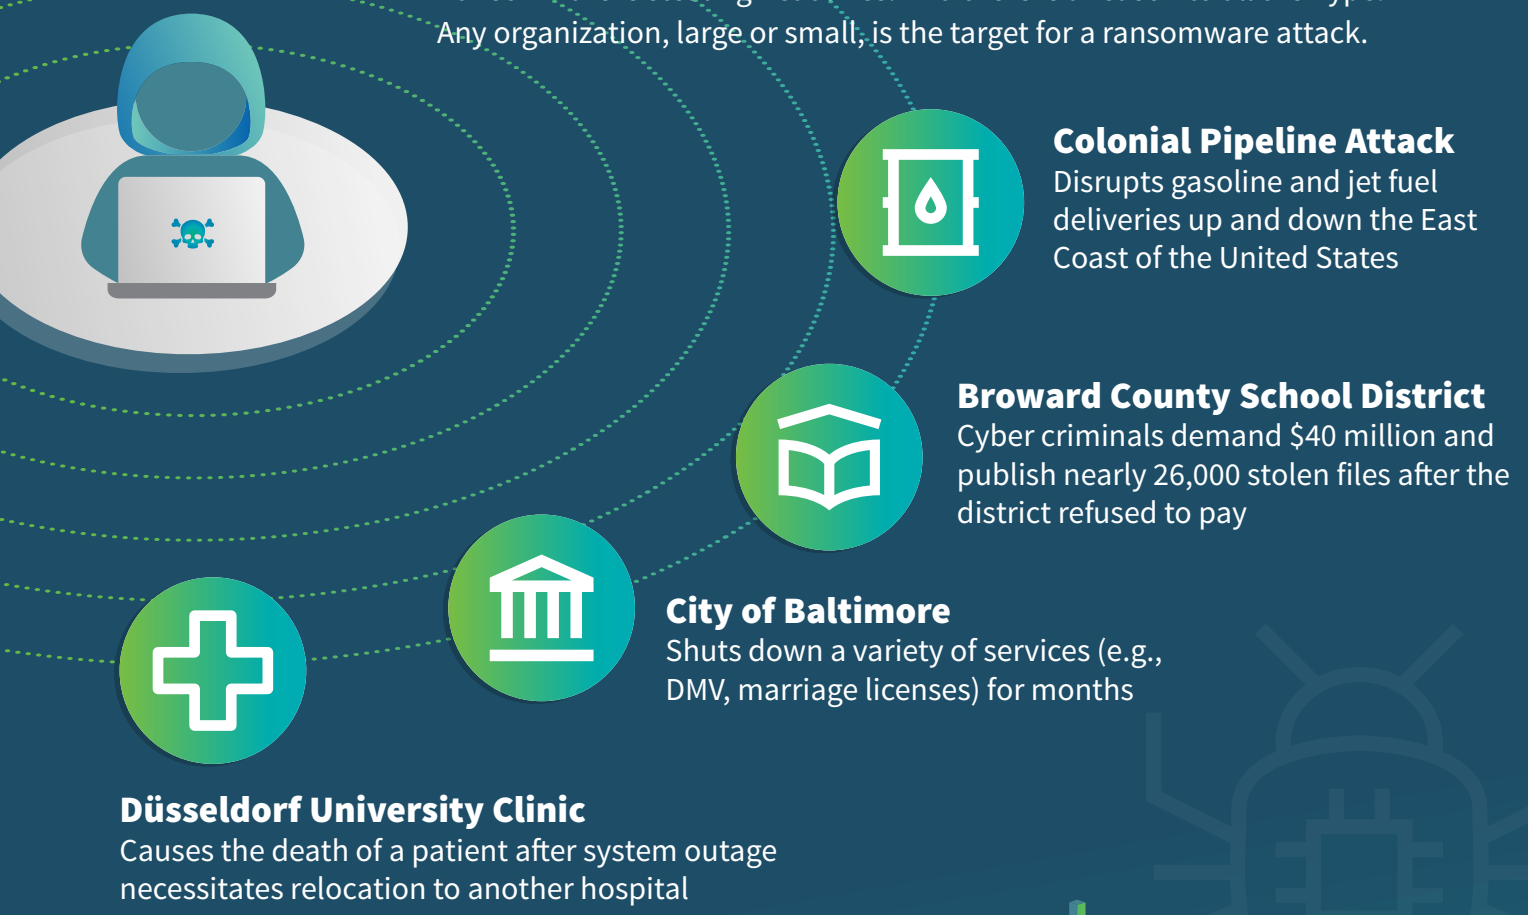 Any organization, large or small, is the target for a ransomware attack.
Colonial Pipeline Attack
Disrupts gasoline and jet fuel
deliveries up and down the East
Coast of the United States
Broward County School District
Cyber criminals demand $40 million and
publish nearly 26,000 stolen files after the
district refused to pay
City of Baltimore
Shuts down a variety of services (e.g.,
DMV, marriage licenses) for months
Düsseldorf University Clinic
Causes the death of a patient after system outage
necessitates relocation to another hospital